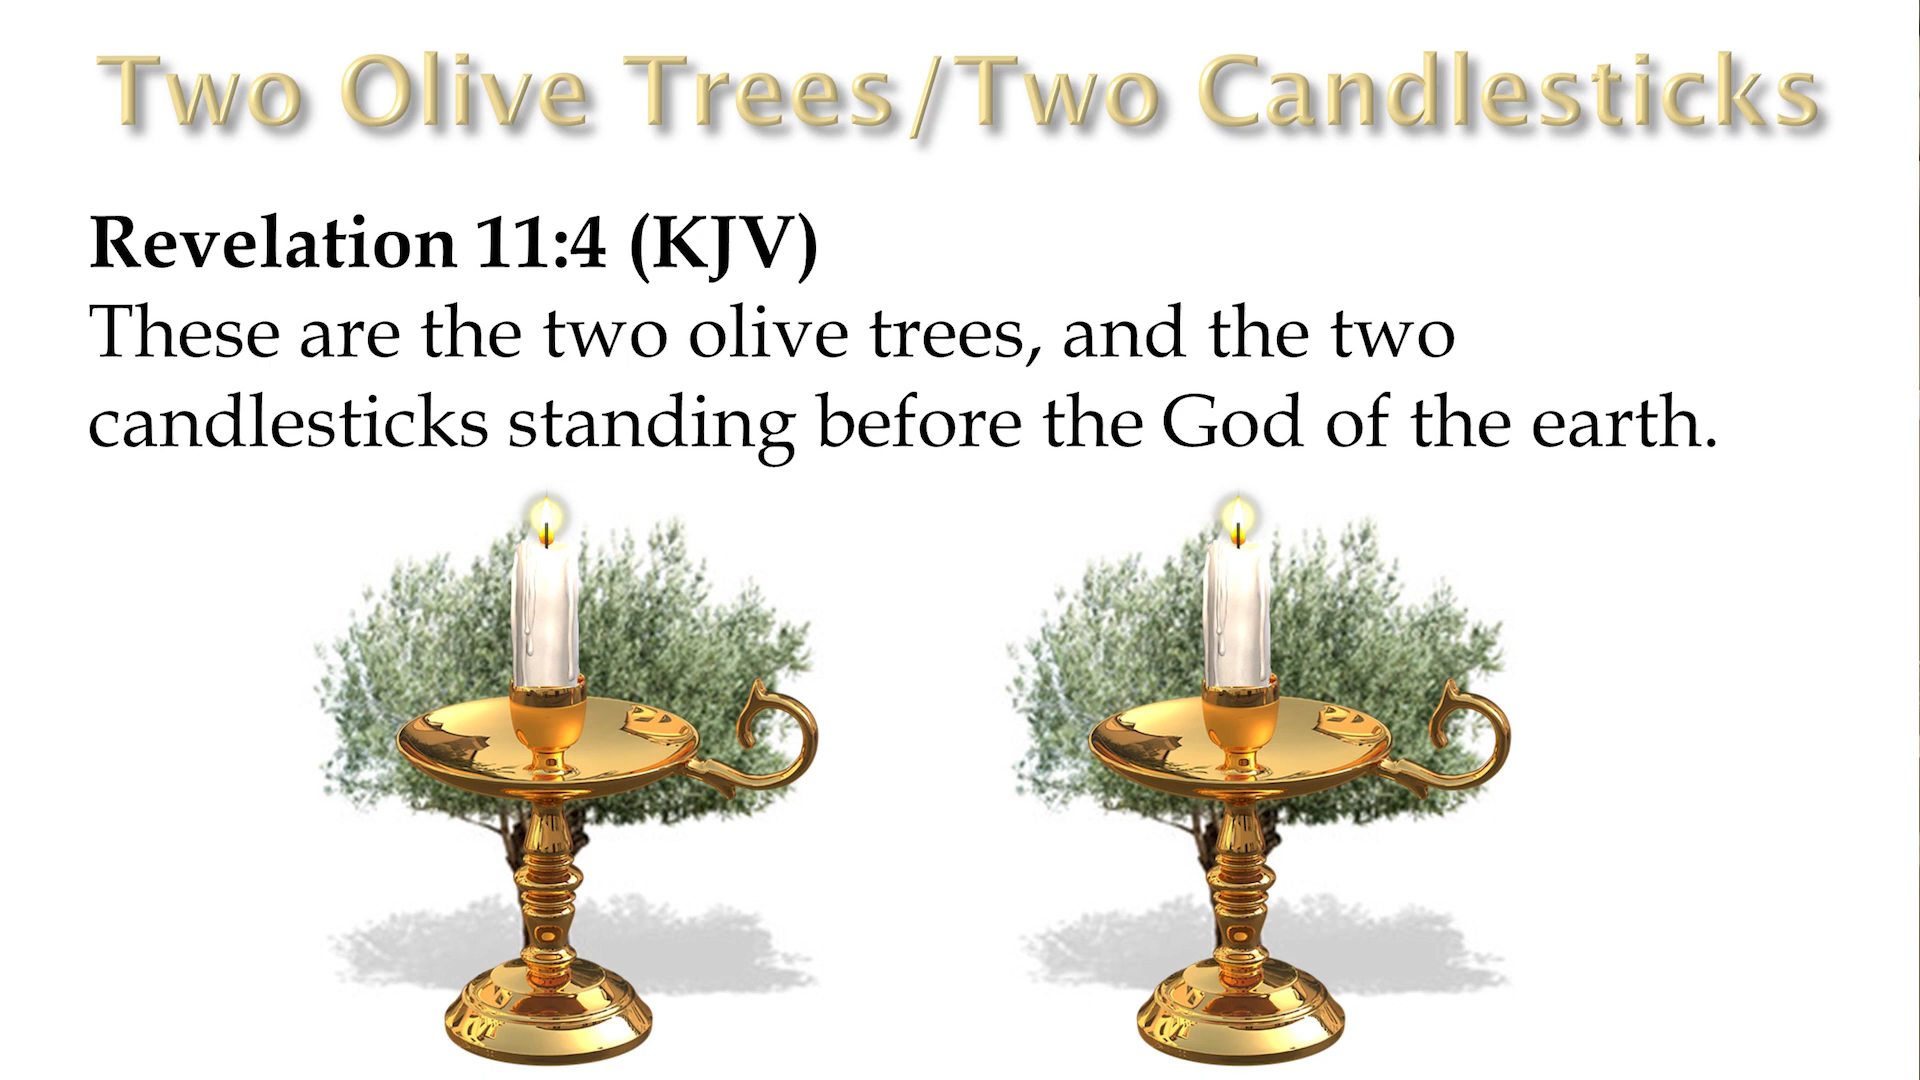 Two Olive Trees/Two Candlesticks
Revelation 11:4 (KJV)
These are the two olive trees, and the two
candlesticks standing before the God of the earth.